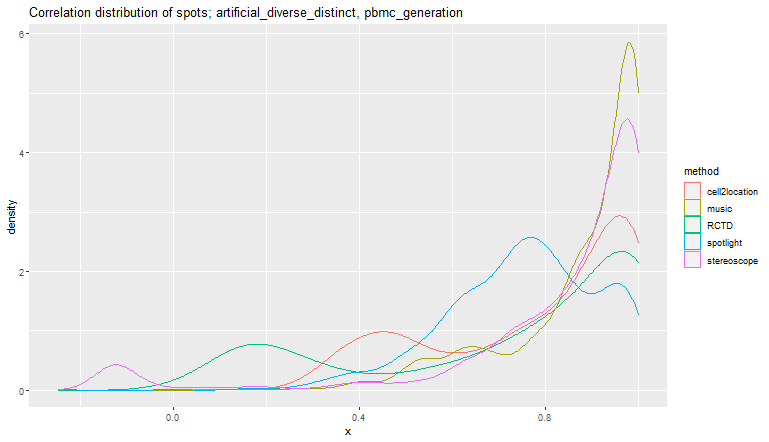 Correlation distribution of spots; artificial_diverse_distinct, pbmc_generation
6
4
2
0
density
0.0
0.4
0.8
x
method
cell2location
music
RCTD
spotlight
stereoscope